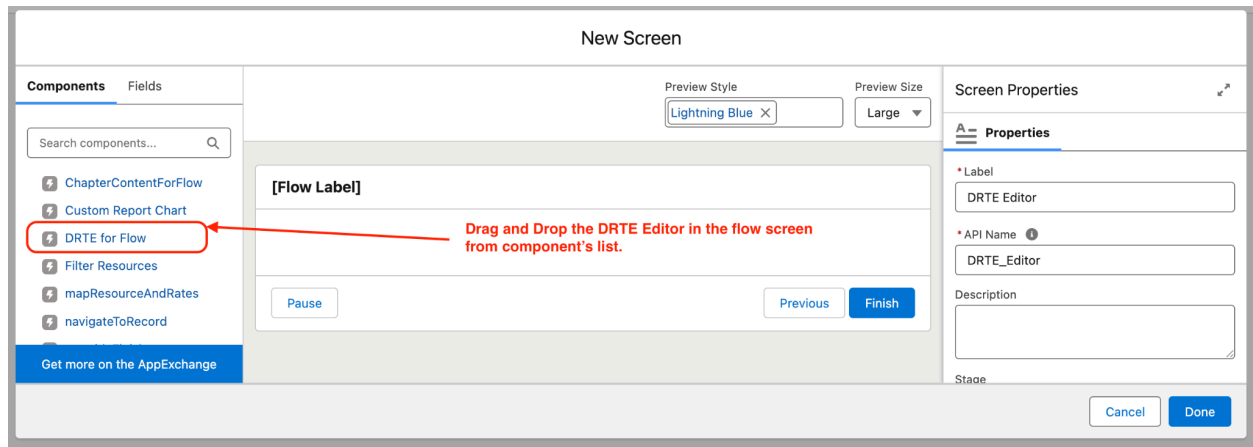 New Screen
Components
Fields
Search components...
ChapterContentForFlow
Custom Report Chart
DRTE for Flow
Filter Resources
mapResourceAndRates
navigateToRecord
Get more on the AppExchange
Preview Style
Lightning Blue
Preview Size
Large
[Flow Label]
Drag and Drop the DRTE Editor in the flow screen
from component's list.
Pause
Previous
Finish
Screen Properties
Properties
*Label
DRTE Editor
*API Name
DRTE_Editor
Description
Stage
Cancel
Done